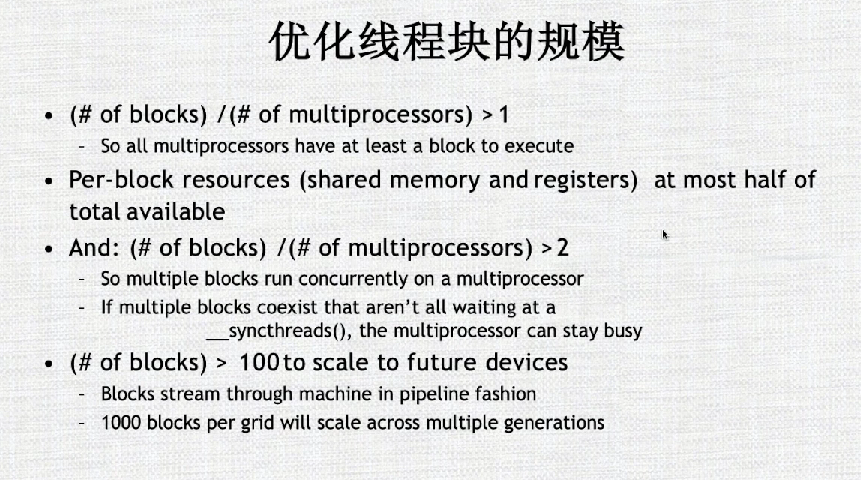 优化线程块的规模
• (# of blocks) /(# of multiprocessors) > 1
– So all multiprocessors have at least a block to execute
• Per-block resources (shared memory and registers) at most half of
total available
• And: (# of blocks) /(# of multiprocessors) > 2
– So multiple blocks run concurrently on a multiprocessor
– If multiple blocks coexist that aren't all waiting at a
__syncthreads(), the multiprocessor can stay busy
• (# of blocks) > 100 to scale to future devices
– Blocks stream through machine in pipeline fashion
– 1000 blocks per grid will scale across multiple generations